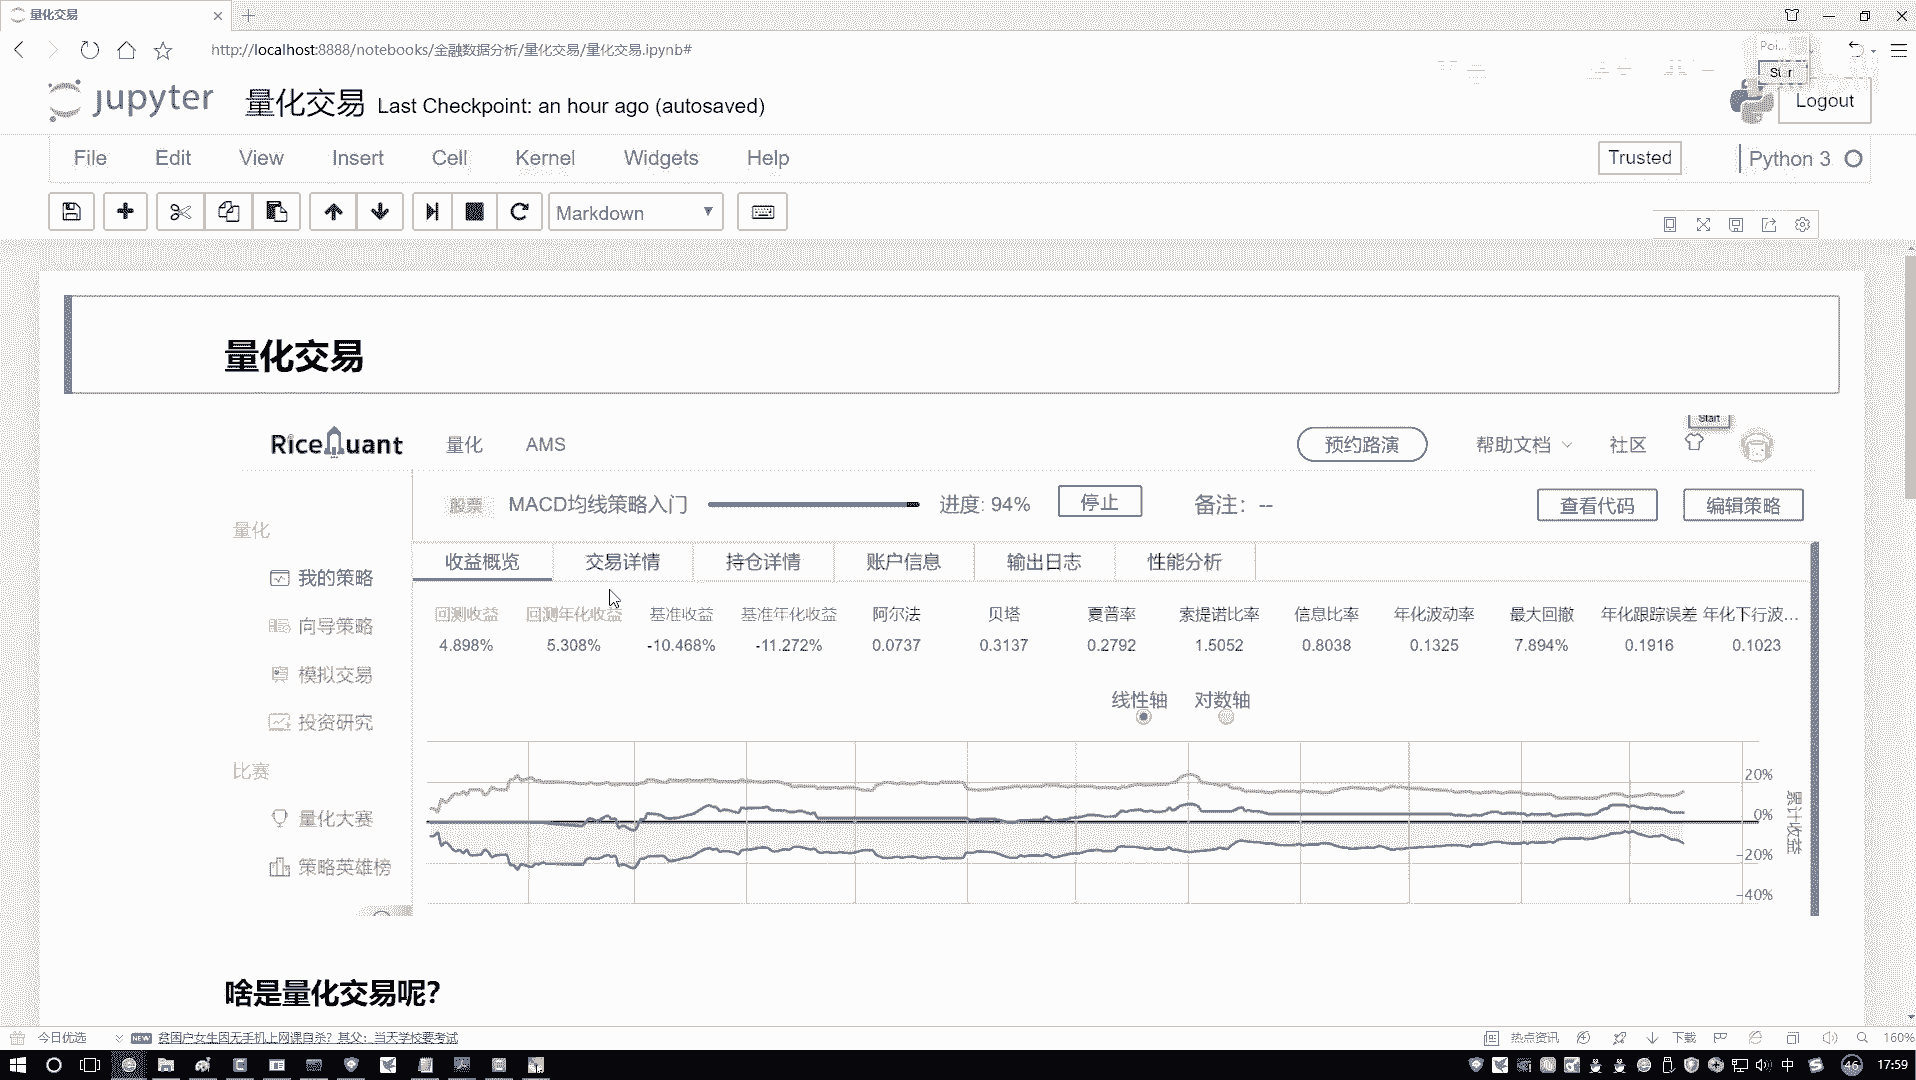 量化交易
http://localhost:8888/notebooks/金融数据分析/量化交易/量化交易.ipynb#
Poi...
Star
jupyter 量化交易 Last Checkpoint: an hour ago (autosaved)
Logout
File Edit View Insert Cell Kernel Widgets Help
Trusted Python 3
Markdown
量化交易
RiceQuant 量化 AMS 预约路演 帮助文档 社区
Start
股票 MACD均线策略入门 进度: 94% 停止 备注: -- 查看代码 编辑策略
量化
我的策略
向导策略
模拟交易
投资研究
比赛
量化大赛
策略英雄榜
收益概览 交易详情 持仓详情 账户信息 输出日志 性能分析
回测收益 回测年化收益 基准收益 基准年化收益 阿尔法 贝塔 夏普率 索提诺比率 信息比率 年化波动率 最大回撤 年化跟踪误差 年化下行波...
4.898% 5.308% -10.468% -11.272% 0.0737 0.3137 0.2792 1.5052 0.8038 0.1325 7.894% 0.1916 0.1023
线性轴 对数轴
20%
0%
-20%
-40%
累计收益
啥是量化交易呢?
今日优选 NEW 贫困户女生因无手机上网课自杀? 其父: 当天学校要考试
热点资讯 下载 160%
中 46 17:59